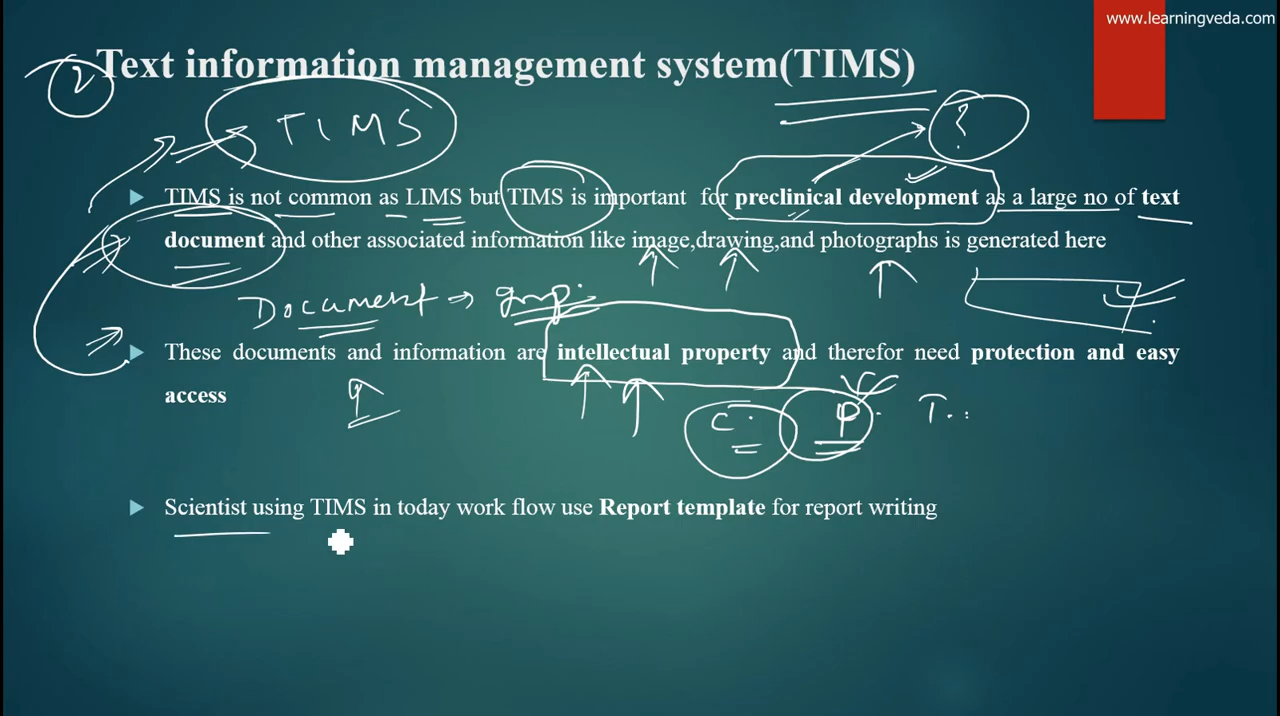 www.learningveda.com
Text information management system(TIMS)
2
TIMS
?
TIMS is not common as LIMS but TIMS is important for preclinical development as a large no of text
document and other associated information like image,drawing,and photographs is generated here
Document →
These documents and information are intellectual property and therefor need protection and easy
access
C. P. T.
Scientist using TIMS in today work flow use Report template for report writing